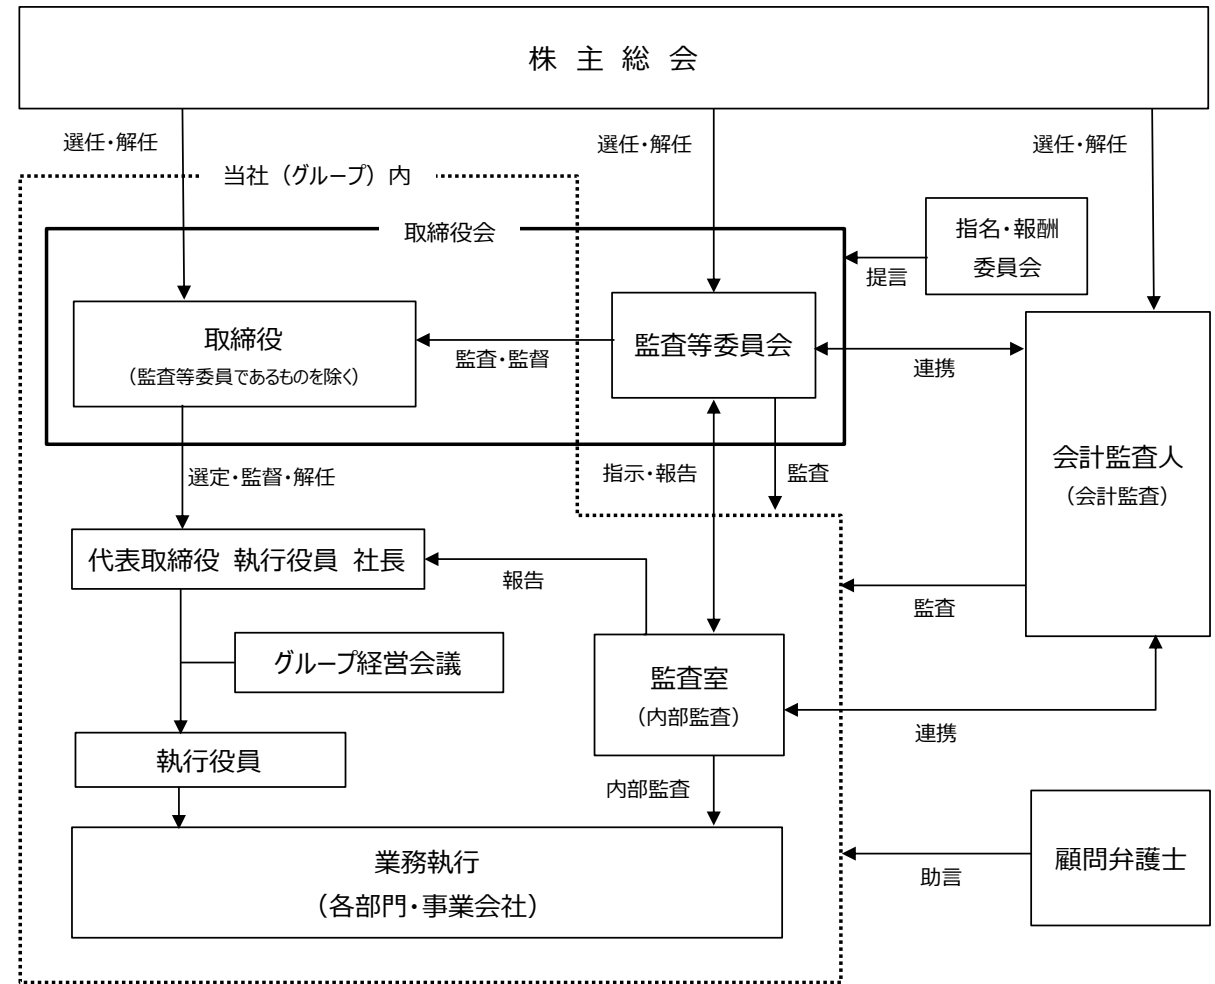 株 主 総 会
選任・解任
選任・解任
選任・解任
当社（グループ）内
取締役会
指名・報酬
委員会
提言
取締役
（監査等委員であるものを除く）
監査・監督
監査等委員会
連携
会計監査人
（会計監査）
選定・監督・解任
指示・報告
監査
代表取締役 執行役員 社長
報告
監査
グループ経営会議
監査室
（内部監査）
連携
執行役員
内部監査
業務執行
（各部門・事業会社）
助言
顧問弁護士